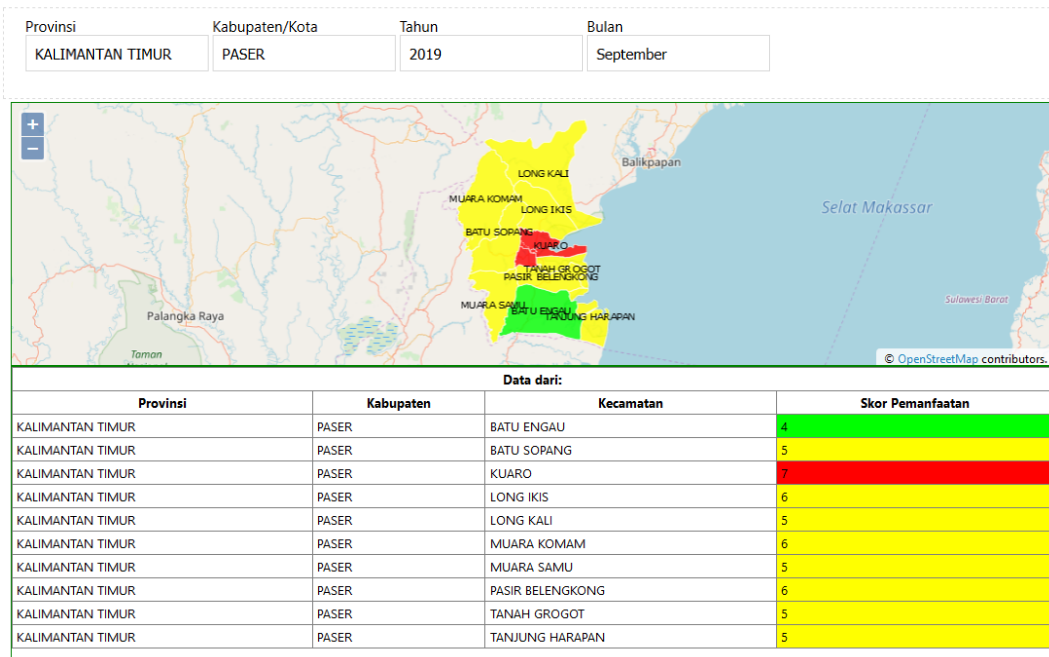 Provinsi Kabupaten/Kota Tahun Bulan
KALIMANTAN TIMUR PASER 2019 September
+
−
Balikpapan
LONG KALI
MUARA KOMAM
LONG IKIS
Selat Makassar
BATU SOPANG
KUARO
TANAH GROGOT
PASIR BELENGKONG
Sulawesi Barat
MUARA SAMU
BATU ENGAU
TANJUNG HARAPAN
Palangka Raya
Taman
© OpenStreetMap contributors.
Data dari:
Provinsi Kabupaten Kecamatan Skor Pemanfaatan
KALIMANTAN TIMUR PASER BATU ENGAU 4
KALIMANTAN TIMUR PASER BATU SOPANG 5
KALIMANTAN TIMUR PASER KUARO 7
KALIMANTAN TIMUR PASER LONG IKIS 6
KALIMANTAN TIMUR PASER LONG KALI 5
KALIMANTAN TIMUR PASER MUARA KOMAM 6
KALIMANTAN TIMUR PASER MUARA SAMU 5
KALIMANTAN TIMUR PASER PASIR BELENGKONG 6
KALIMANTAN TIMUR PASER TANAH GROGOT 5
KALIMANTAN TIMUR PASER TANJUNG HARAPAN 5